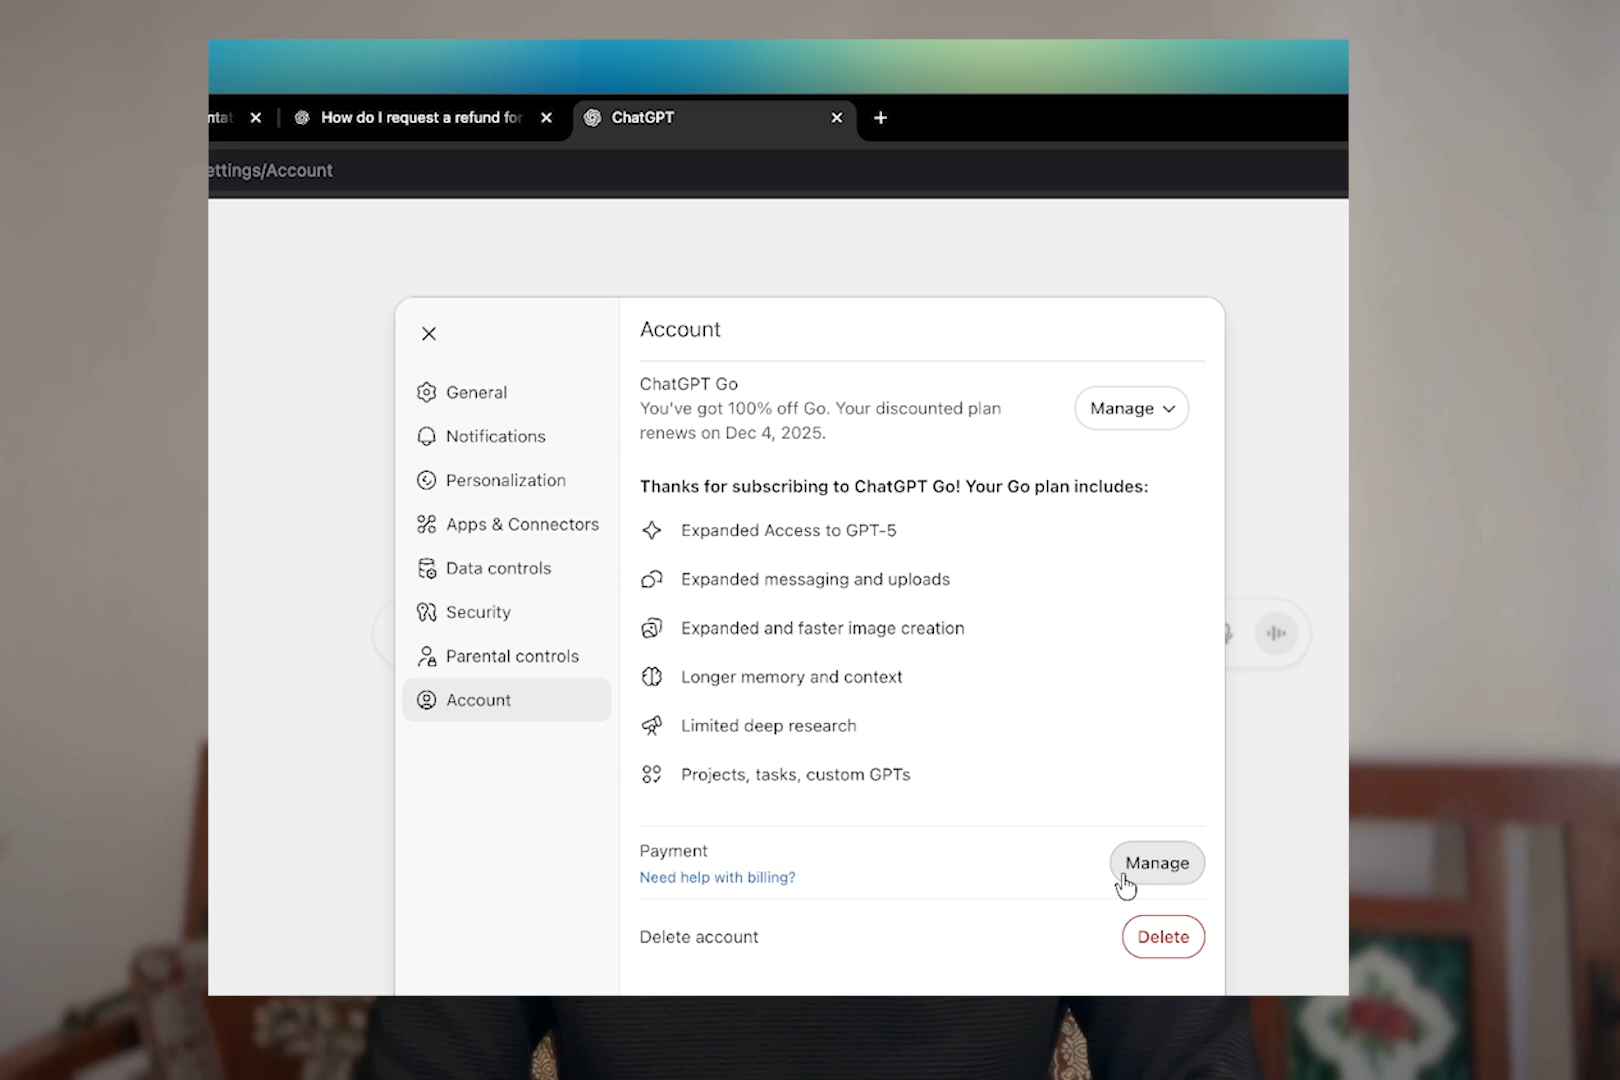 ntat
How do I request a refund for
ChatGPT
ettings/Account
Account
General
Notifications
Personalization
Apps & Connectors
Data controls
Security
Parental controls
Account
ChatGPT Go
You've got 100% off Go. Your discounted plan
renews on Dec 4, 2025.
Manage
Thanks for subscribing to ChatGPT Go! Your Go plan includes:
Expanded Access to GPT-5
Expanded messaging and uploads
Expanded and faster image creation
Longer memory and context
Limited deep research
Projects, tasks, custom GPTs
Payment
Need help with billing?
Manage
Delete account
Delete